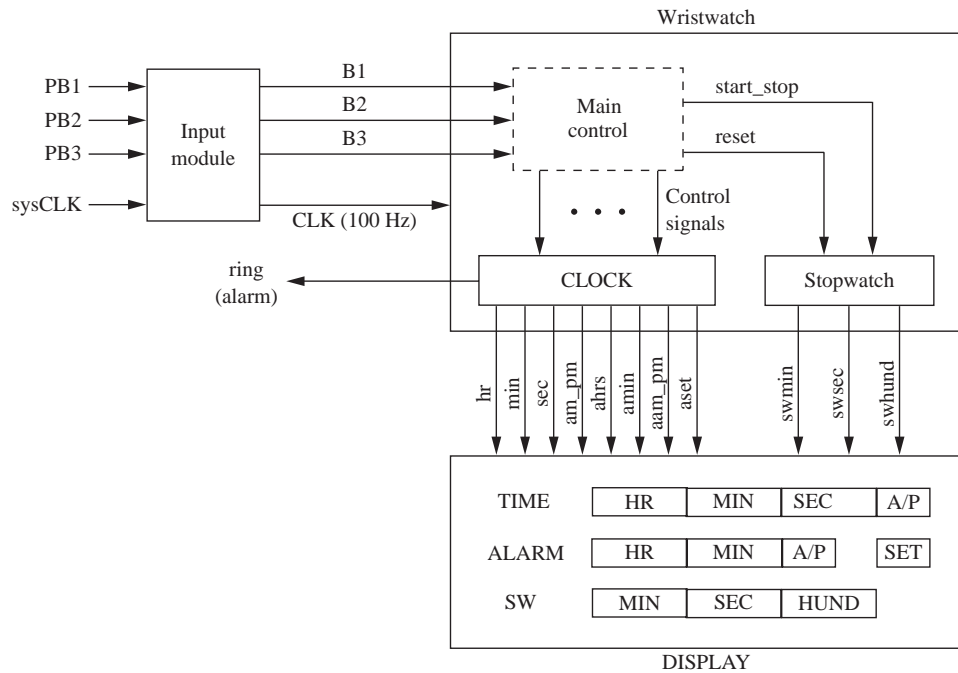 Wristwatch
PB1
PB2
PB3
sysCLK
Input
module
B1
B2
B3
CLK (100 Hz)
Main
control
start_stop
reset
Control
signals
ring
(alarm)
CLOCK
Stopwatch
hr
min
sec
am_pm
ahrs
amin
aam_pm
aset
swmin
swsec
swhund
TIME HR MIN SEC A/P
ALARM HR MIN A/P SET
SW MIN SEC HUND
DISPLAY